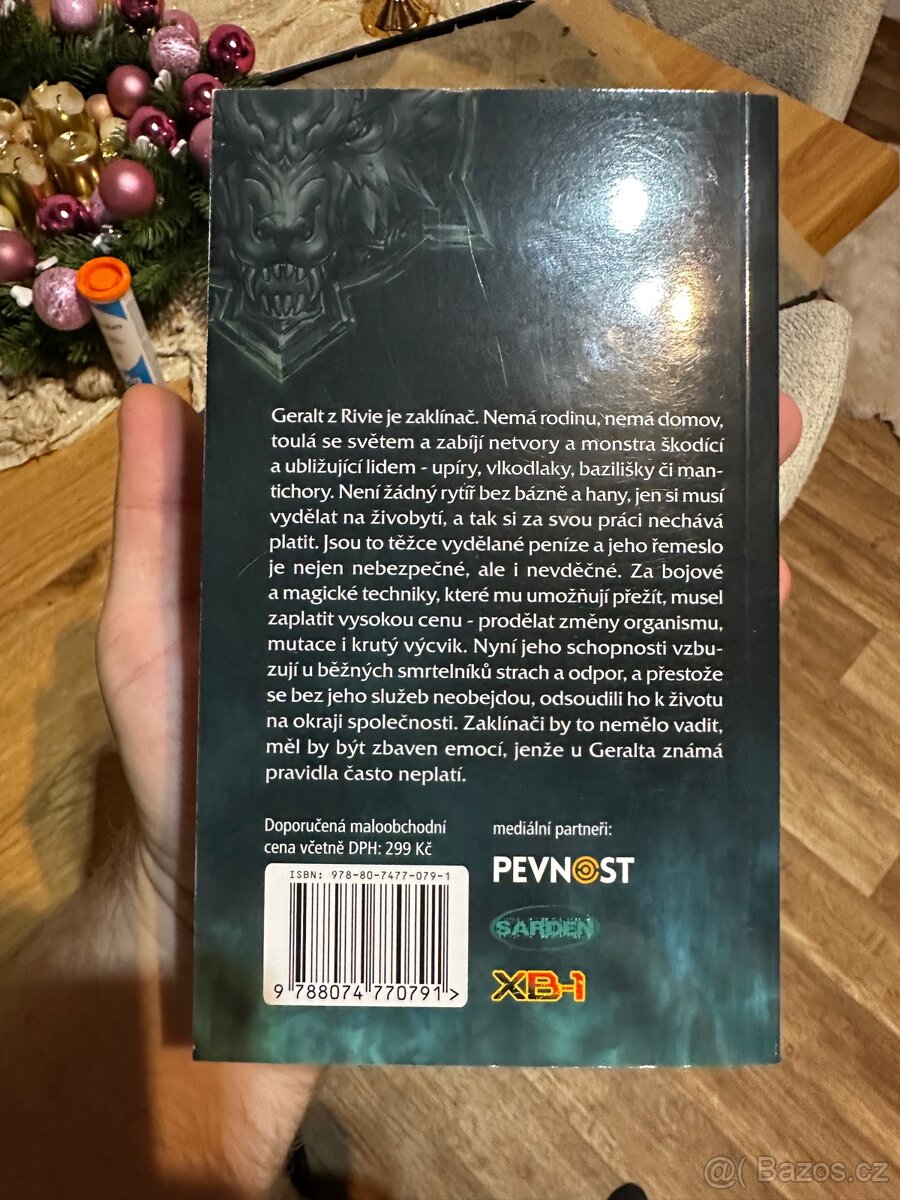 Geralt z Rivie je zaklínač. Nemá rodinu, nemá domov,
toulá se světem a zabíjí netvory a monstra škodící
a ubližující lidem - upíry, vlkodlaky, bazilišky či man-
tichory. Není žádný rytíř bez bázně a hany, jen si musí
vydělat na živobytí, a tak si za svou práci nechává
platit. Jsou to těžce vydělané peníze a jeho řemeslo
je nejen nebezpečné, ale i nevděčné. Za bojové
a magické techniky, které mu umožňují přežít, musel
zaplatit vysokou cenu - prodělat změny organismu,
mutace i krutý výcvik. Nyní jeho schopnosti vzbu-
zují u běžných smrtelníků strach a odpor, a přestože
se bez jeho služeb neobejdou, odsoudili ho k životu
na okraji společnosti. Zaklínači by to nemělo vadit,
měl by být zbaven emocí, jenže u Geralta známá
pravidla často neplatí.
Doporučená maloobchodní
cena včetně DPH: 299 Kč
ISBN: 978-80-7477-079-1
9 788074 770791 >
mediální partneři:
PEVNOST
SARDEN
XB-1
@( Bazos.cz